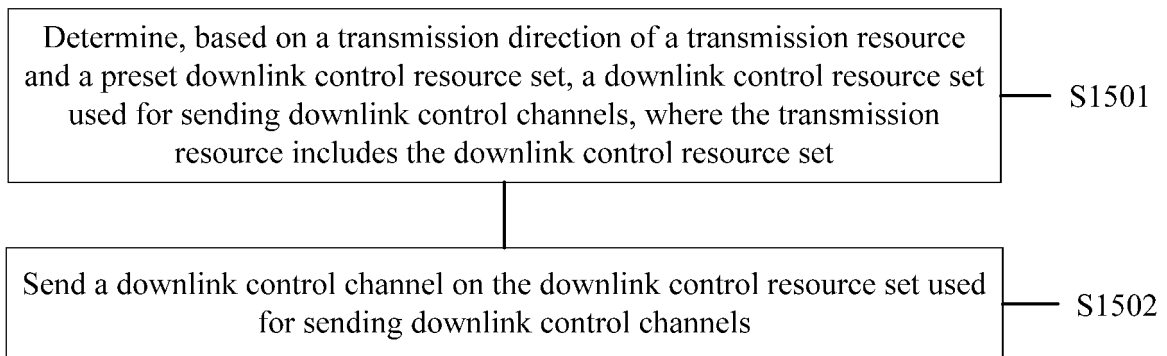 Determine, based on a transmission direction of a transmission resource
and a preset downlink control resource set, a downlink control resource set
used for sending downlink control channels, where the transmission
resource includes the downlink control resource set
S1501
Send a downlink control channel on the downlink control resource set used
for sending downlink control channels
S1502